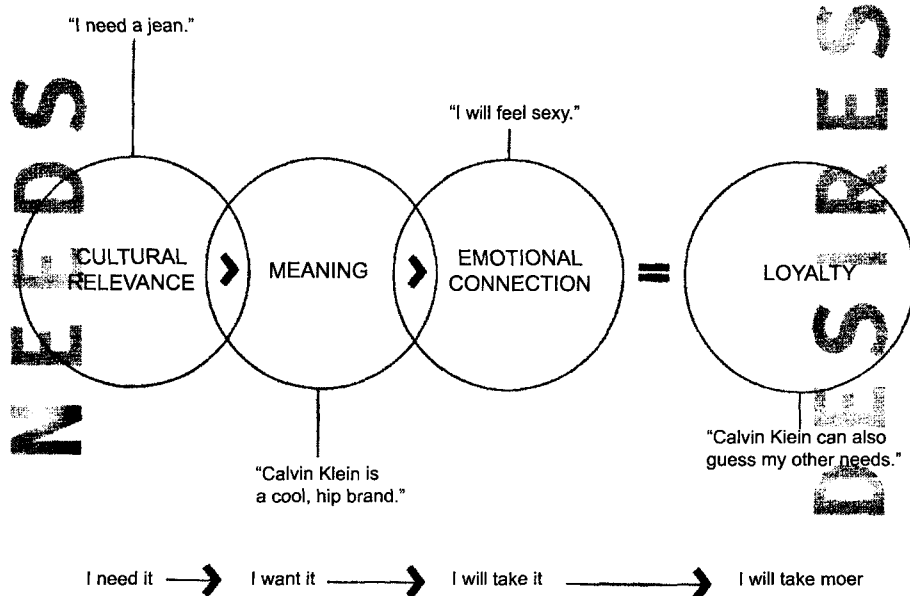 "I need a jean."
"I will feel sexy."
NEEDS
DESIRES
CULTURAL
RELEVANCE
MEANING
EMOTIONAL
CONNECTION
=
LOYALTY
"Calvin Klein is
a cool, hip brand."
"Calvin Kiein can also
guess my other needs."
I need it
I want it
I will take it
I will take moer